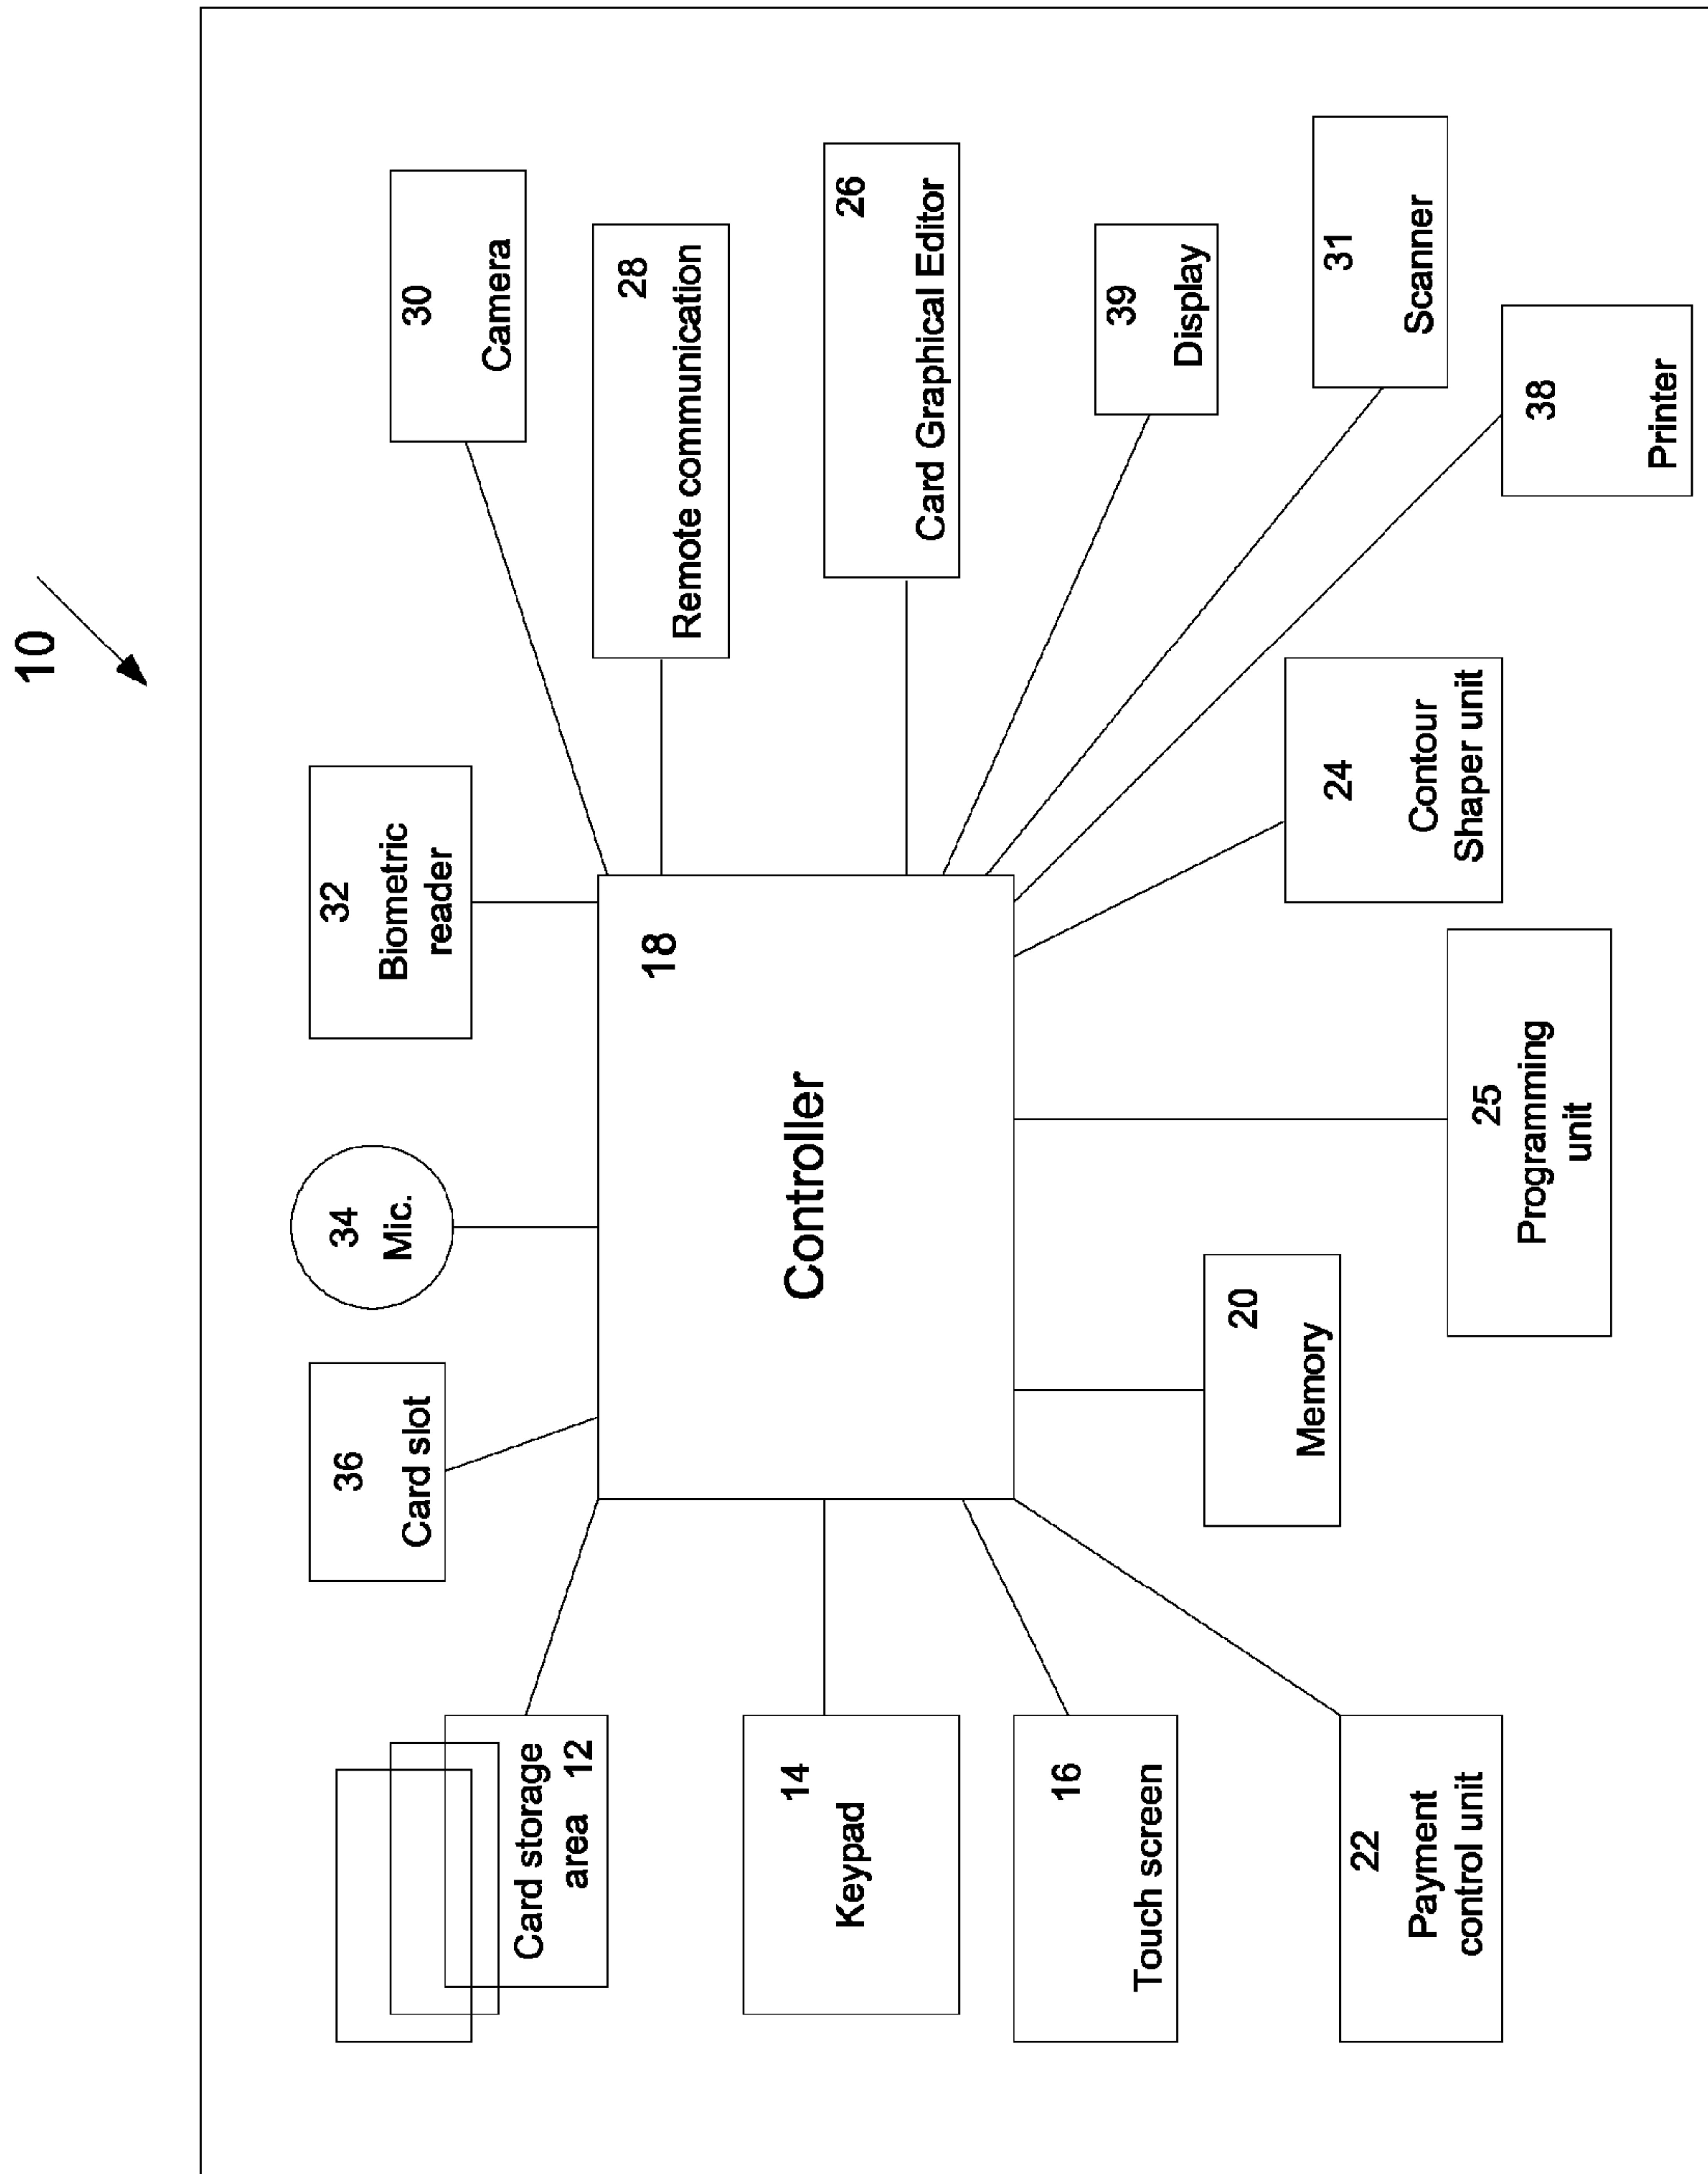 10
36
Card slot
34
Mic.
32
Biometric
reader
30
Camera
Card storage
area 12
28
Remote communication
18
Controller
14
Keypad
26
Card Graphical Editor
16
Touch screen
39
Display
20
Memory
24
Contour
Shaper unit
31
Scanner
22
Payment
control unit
25
Programming
unit
38
Printer